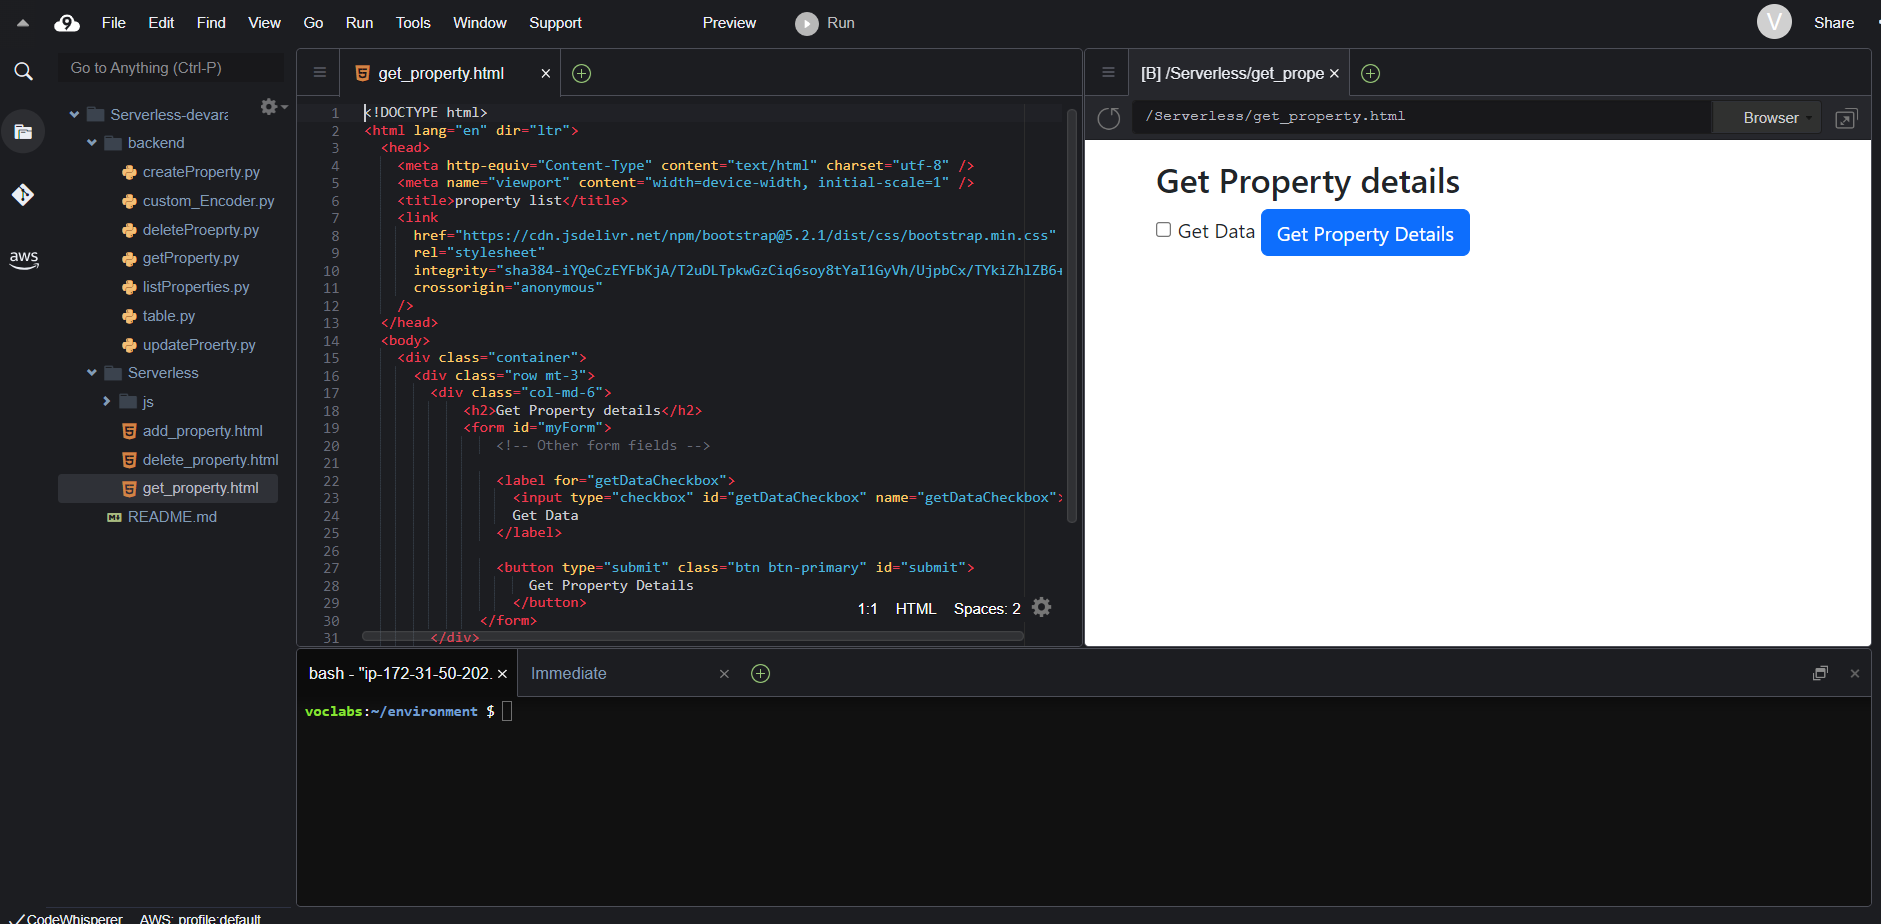 File Edit Find View Go Run Tools Window Support Preview Run V Share
Go to Anything (Ctrl-P)
Serverless-devara
backend
createProperty.py
custom_Encoder.py
deleteProeprty.py
getProperty.py
listProperties.py
table.py
updateProerty.py
Serverless
js
add_property.html
delete_property.html
get_property.html
README.md
aws
get_property.html
1 <!DOCTYPE html>
2 <html lang="en" dir="ltr">
3 <head>
4 <meta http-equiv="Content-Type" content="text/html" charset="utf-8" />
5 <meta name="viewport" content="width=device-width, initial-scale=1" />
6 <title>property list</title>
7 <link
8 href="https://cdn.jsdelivr.net/npm/bootstrap@5.2.1/dist/css/bootstrap.min.css"
9 rel="stylesheet"
10 integrity="sha384-iYQeCzEYFbKjA/T2uDLTpkwGzCiq6soy8tYaI1GyVh/UjpbCx/TYkiZhlZB6+
11 crossorigin="anonymous"
12 />
13 </head>
14 <body>
15 <div class="container">
16 <div class="row mt-3">
17 <div class="col-md-6">
18 <h2>Get Property details</h2>
19 <form id="myForm">
20 <!-- Other form fields -->
21
22 <label for="getDataCheckbox">
23 <input type="checkbox" id="getDataCheckbox" name="getDataCheckbox">
24 Get Data
25 </label>
26
27 <button type="submit" class="btn btn-primary" id="submit">
28 Get Property Details
29 </button>
30 </form>
31 </div>
1:1 HTML Spaces: 2
[B] /Serverless/get_prope
/Serverless/get_property.html Browser
Get Property details
Get Data Get Property Details
bash - "ip-172-31-50-202. Immediate
voclabs:~/environment $
CodeWhisperer AWS: profile:default